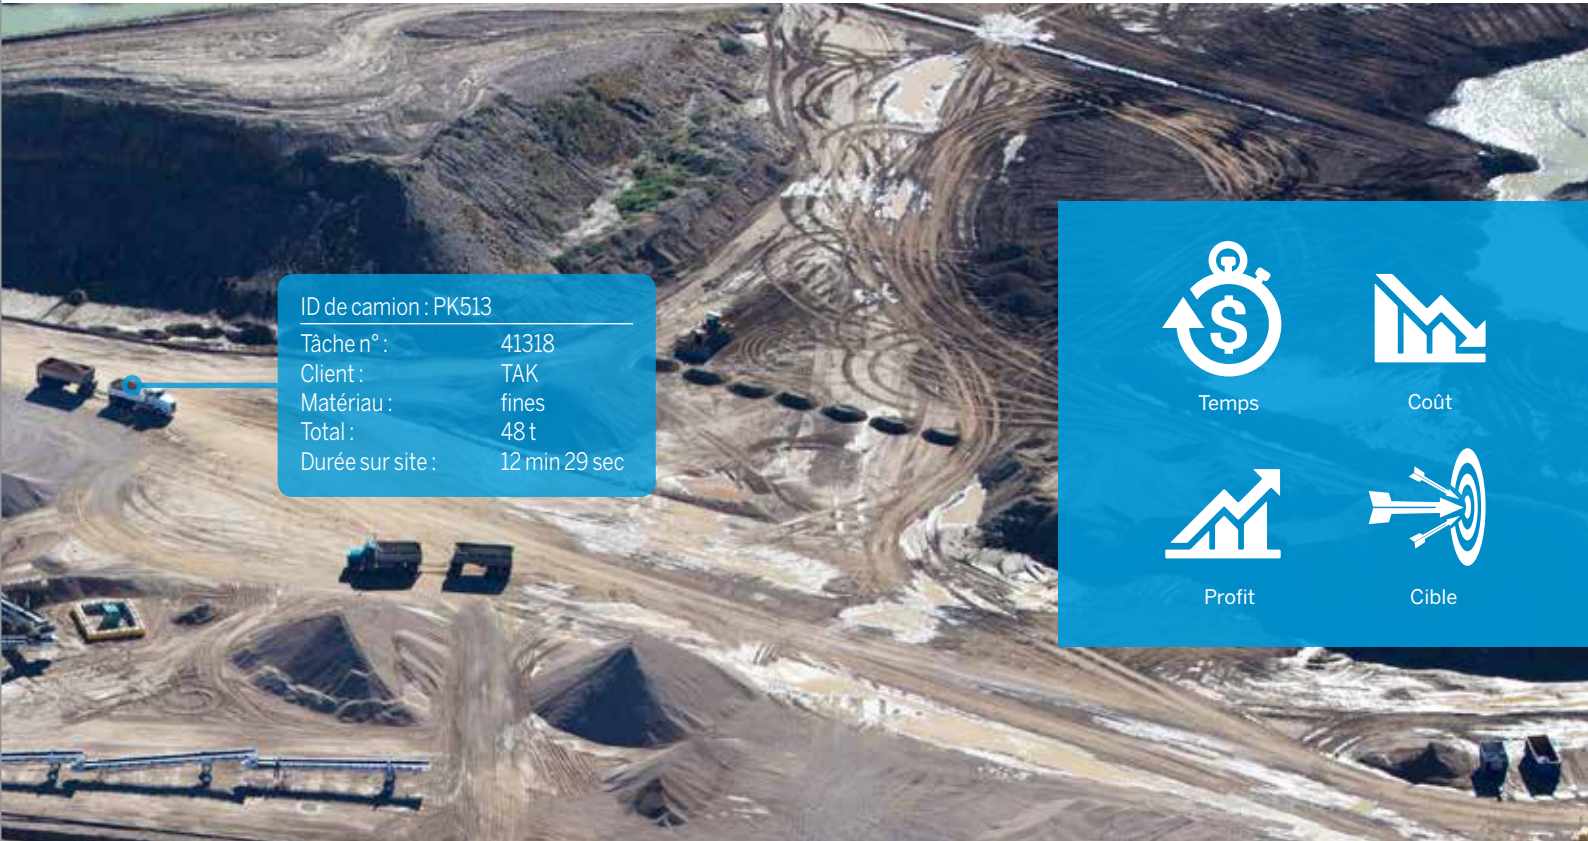 ID de camion : PK513
Tâche n° : 41318
Client : TAK
Matériau : fines
Total : 48 t
Durée sur site : 12 min 29 sec
$
Temps
Coût
Profit
Cible